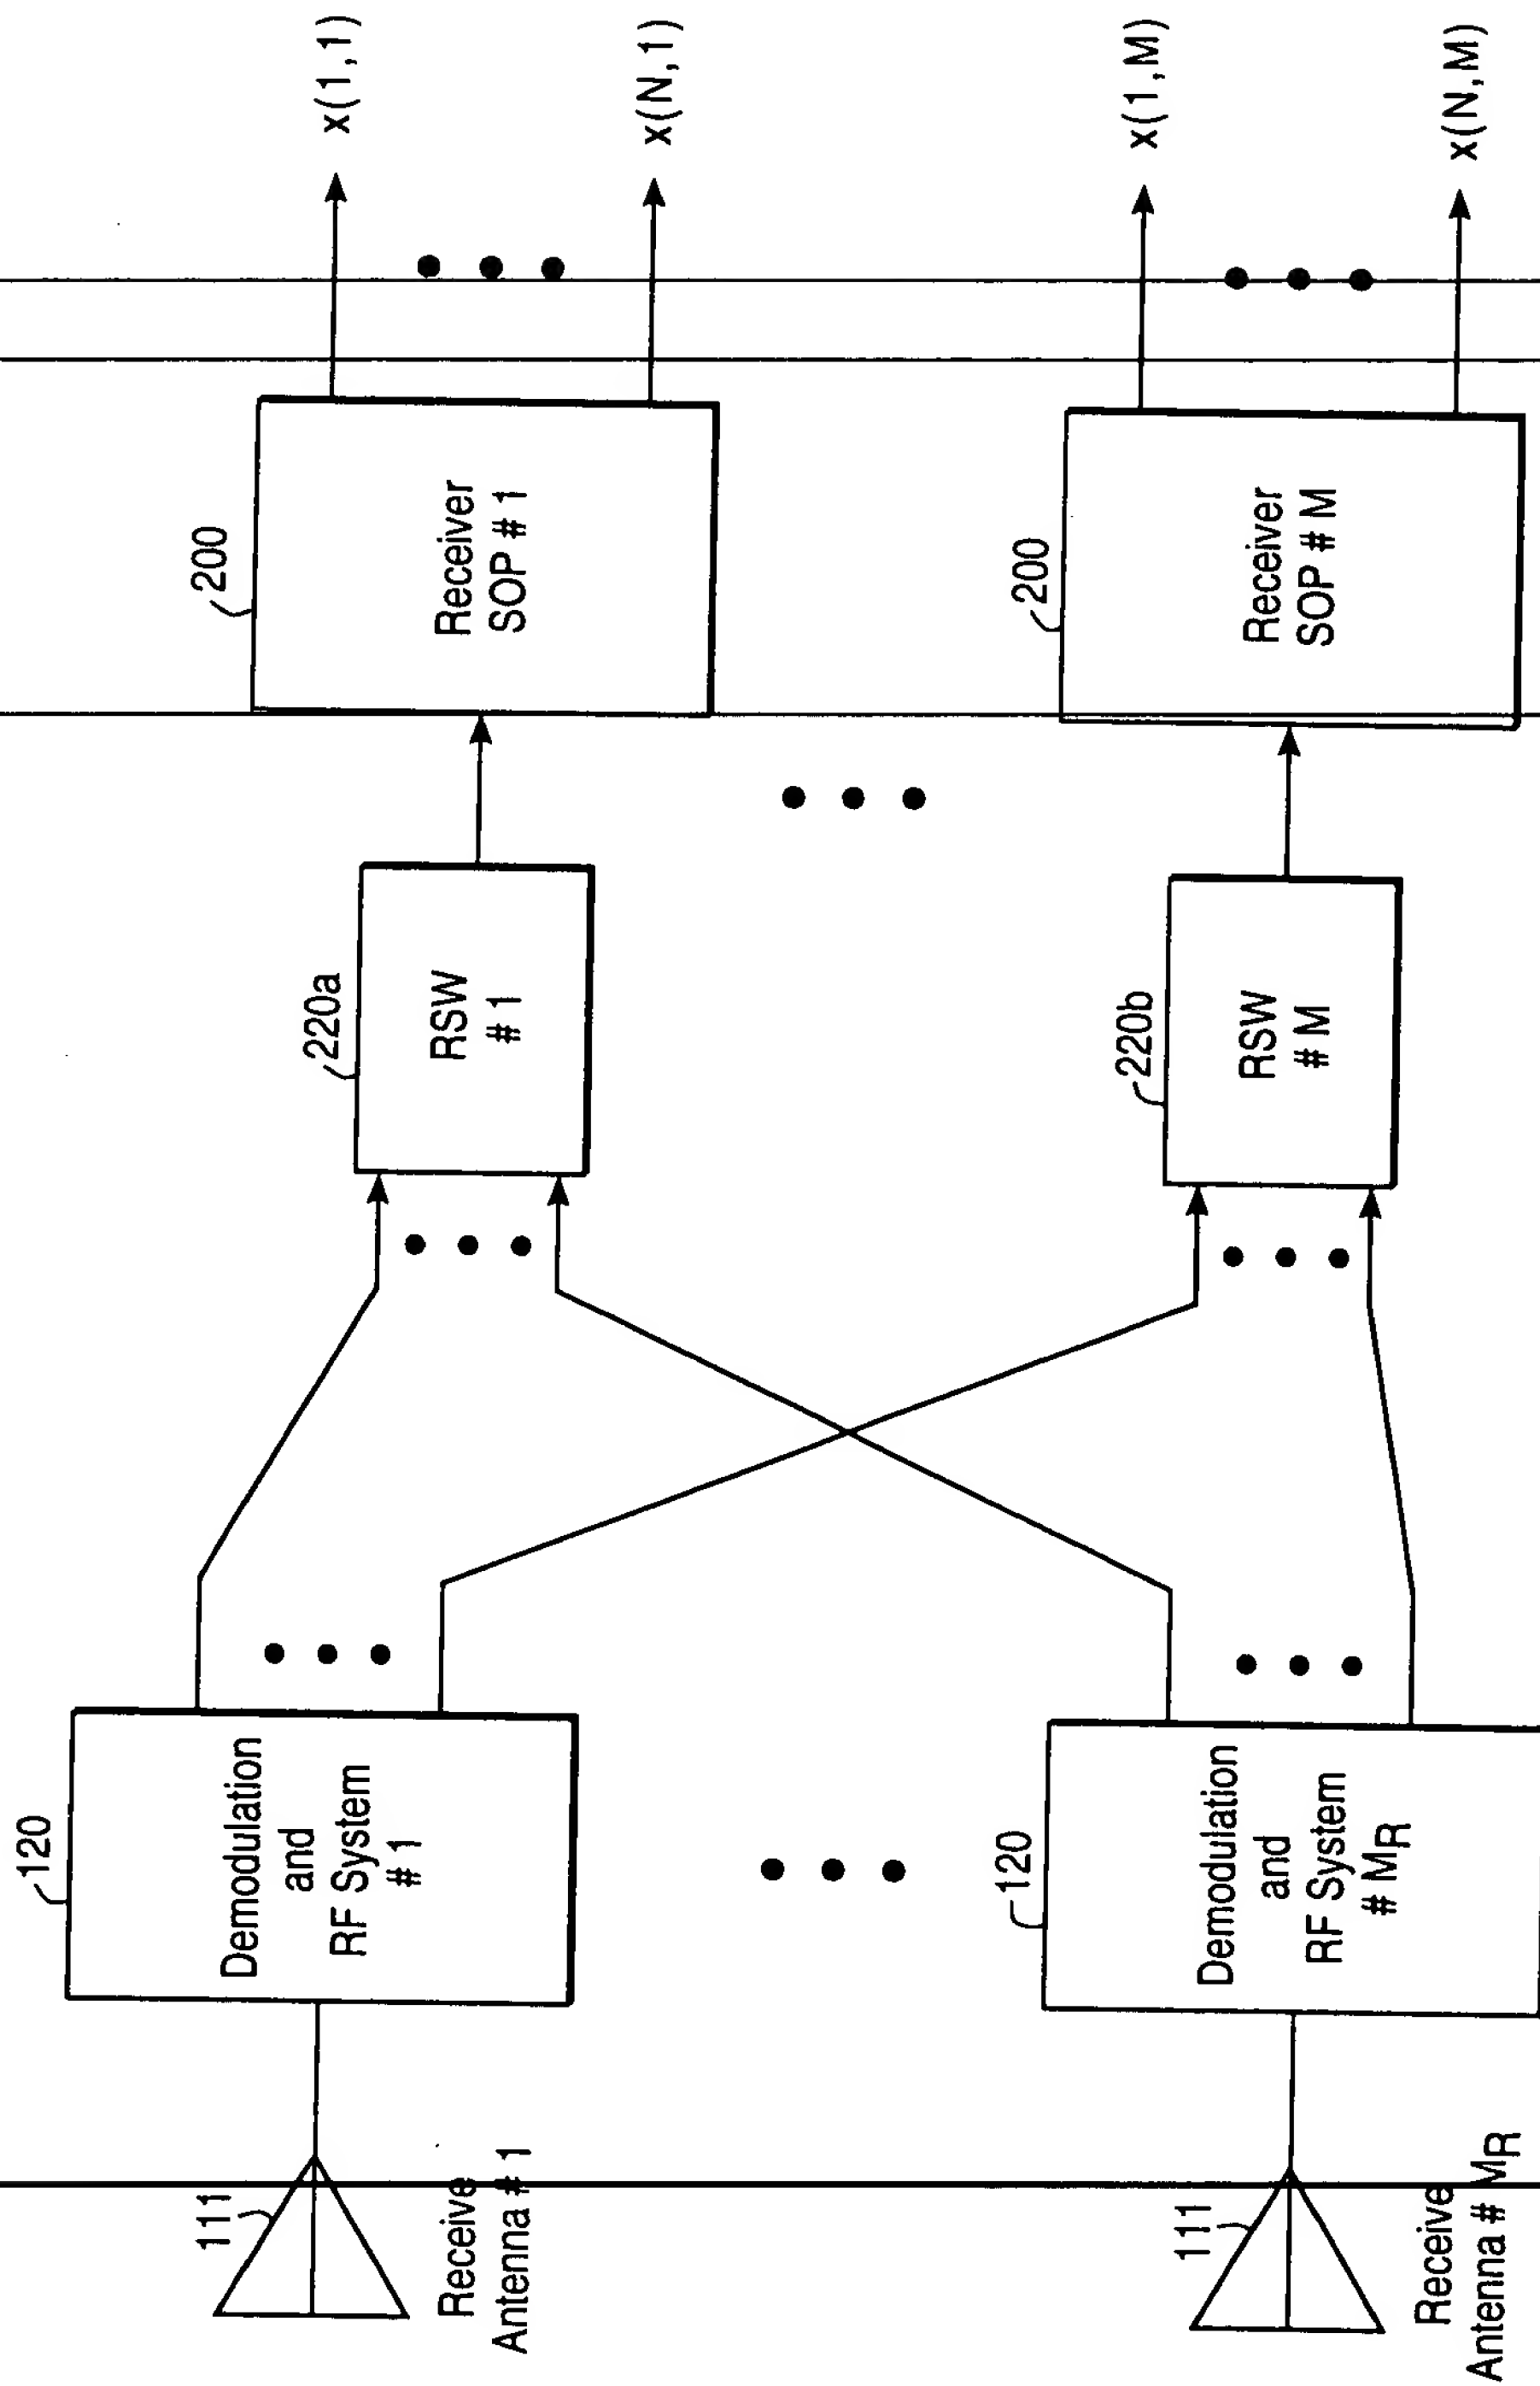 111
Receive
Antenna # 1
120
Demodulation
and
RF System
# 1
220a
RSW
# 1
200
Receiver
SOP # 1
x(1,1)
x(N,1)
111
Receive
Antenna # MR
120
Demodulation
and
RF System
# MR
220b
RSW
# M
200
Receiver
SOP # M
x(1,M)
x(N,M)